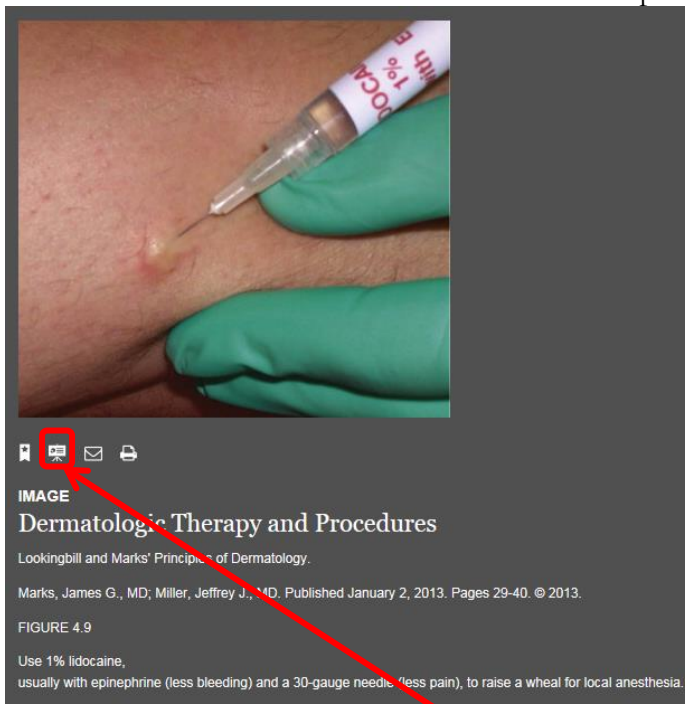 1%
with
IMAGE
Dermatologic Therapy and Procedures
Lookingbill and Marks' Principles of Dermatology.
Marks, James G., MD; Miller, Jeffrey J., MD. Published January 2, 2013. Pages 29-40. © 2013.
FIGURE 4.9
Use 1% lidocaine,
usually with epinephrine (less bleeding) and a 30-gauge needle (less pain), to raise a wheal for local anesthesia.